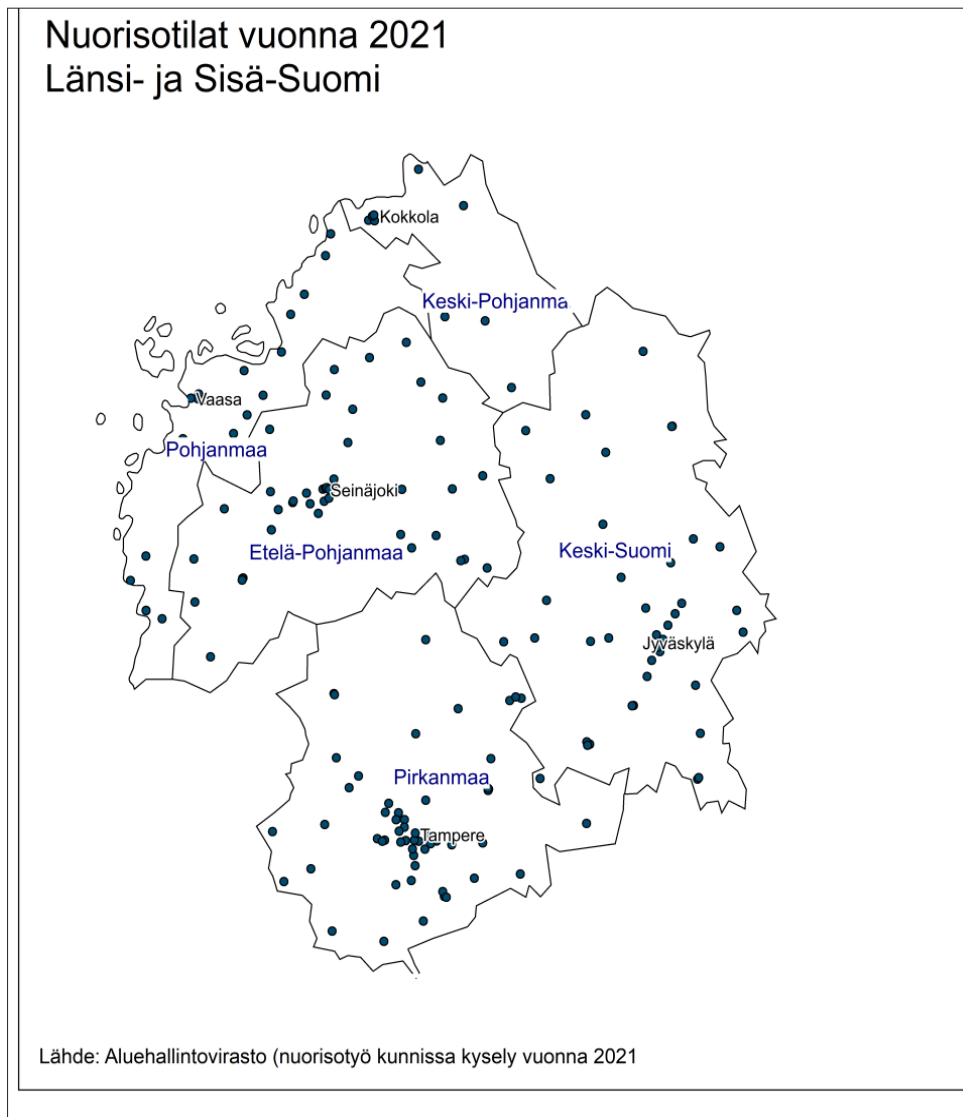 Nuorisotilat vuonna 2021
Länsi- ja Sisä-Suomi
Kokkola
Keski-Pohjanma
Vaasa
Pohjanmaa
Seinäjoki
Etelä-Pohjanmaa
Keski-Suomi
Jyväskylä
Pirkanmaa
Tampere
Lähde: Aluehallintovirasto (nuorisotyö kunnissa kysely vuonna 2021